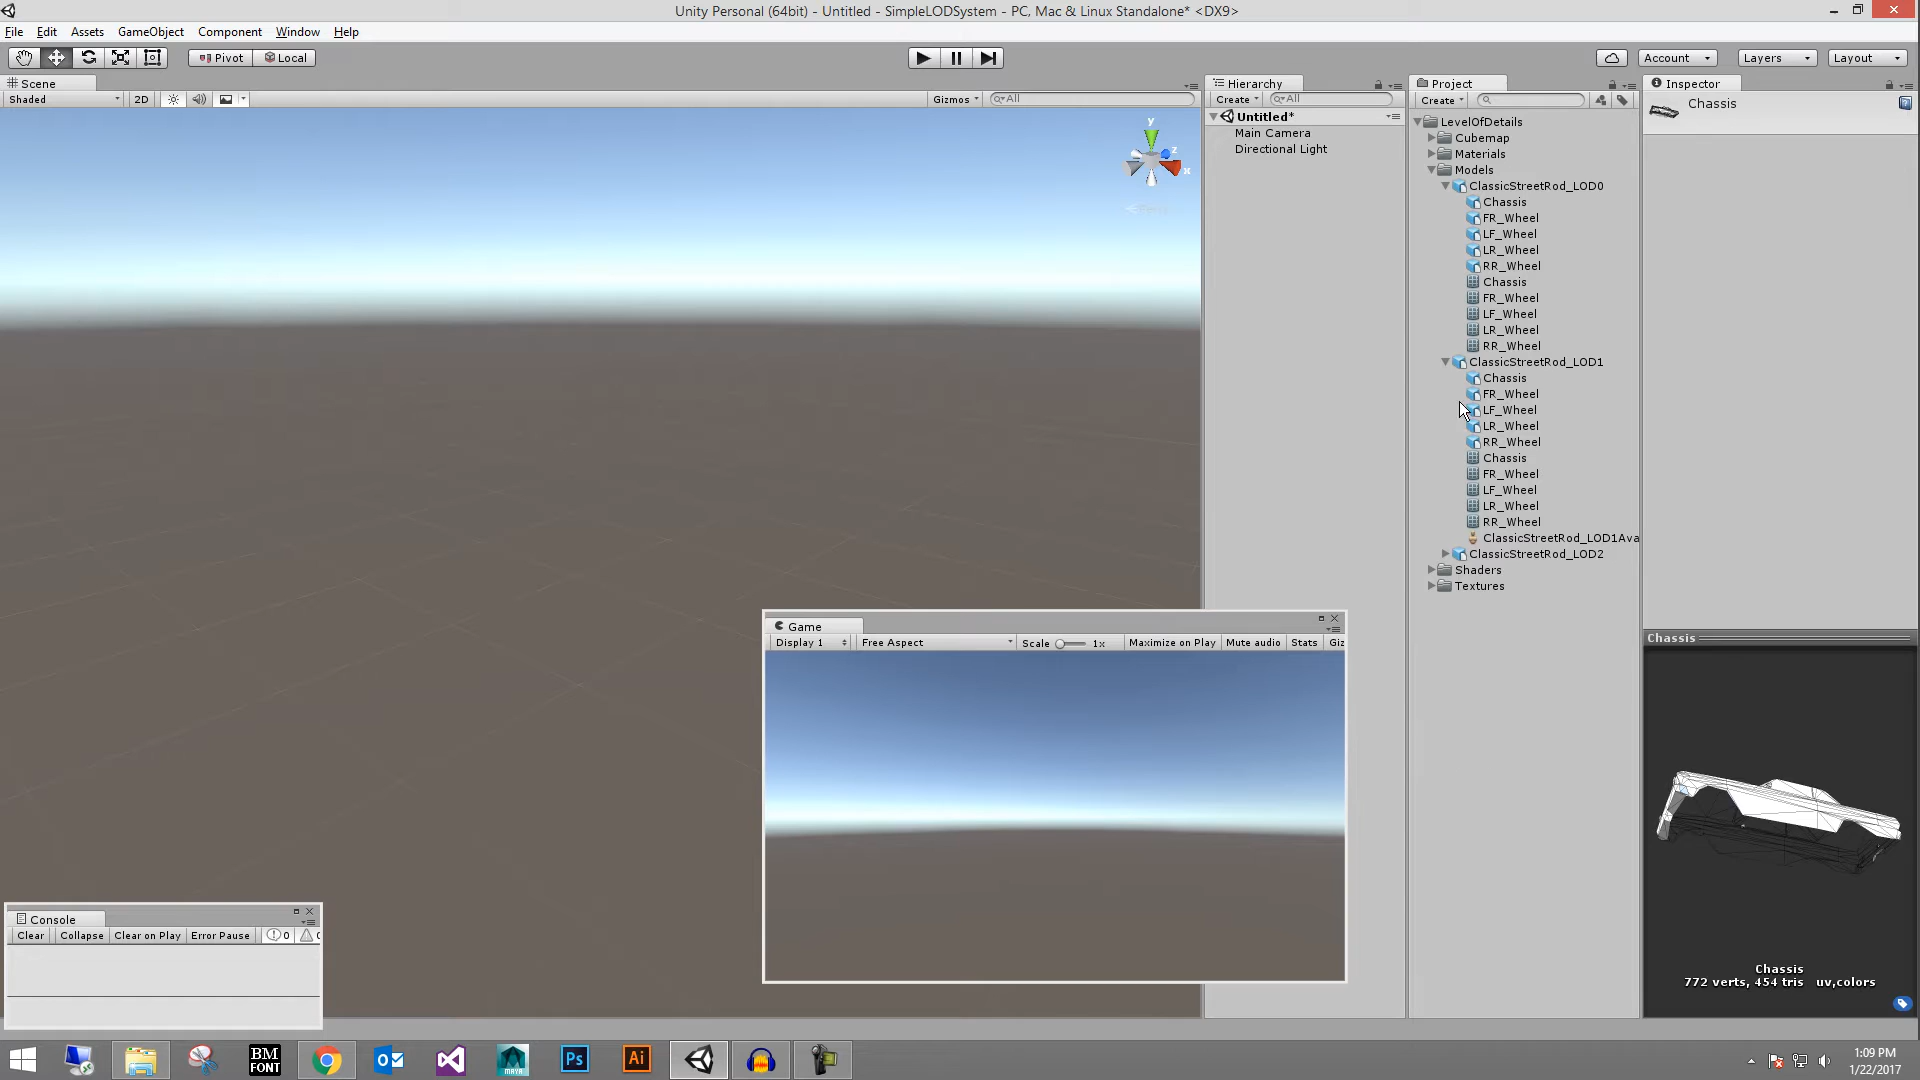 Unity Personal (64bit) - Untitled - SimpleLODSystem - PC, Mac & Linux Standalone* <DX9>
File Edit Assets GameObject Component Window Help
Pivot Local Account Layers Layout
Scene
Shaded 2D Gizmos All
y
z
x
Hierarchy
Create All
Untitled*
Main Camera
Directional Light
Project
Create
LevelOfDetails
Cubemap
Materials
Models
ClassicStreetRod_LOD0
Chassis
FR_Wheel
LF_Wheel
LR_Wheel
RR_Wheel
Chassis
FR_Wheel
LF_Wheel
LR_Wheel
RR_Wheel
ClassicStreetRod_LOD1
Chassis
FR_Wheel
LF_Wheel
LR_Wheel
RR_Wheel
Chassis
FR_Wheel
LF_Wheel
LR_Wheel
RR_Wheel
ClassicStreetRod_LOD1Ava
ClassicStreetRod_LOD2
Shaders
Textures
Inspector
Chassis
Chassis
Chassis
772 verts, 454 tris uv,colors
Game
Display 1 Free Aspect Scale 1x Maximize on Play Mute audio Stats Giz
Console
Clear Collapse Clear on Play Error Pause 0
BM
FONT
MAYA
Ps
Ai
1:09 PM
1/22/2017